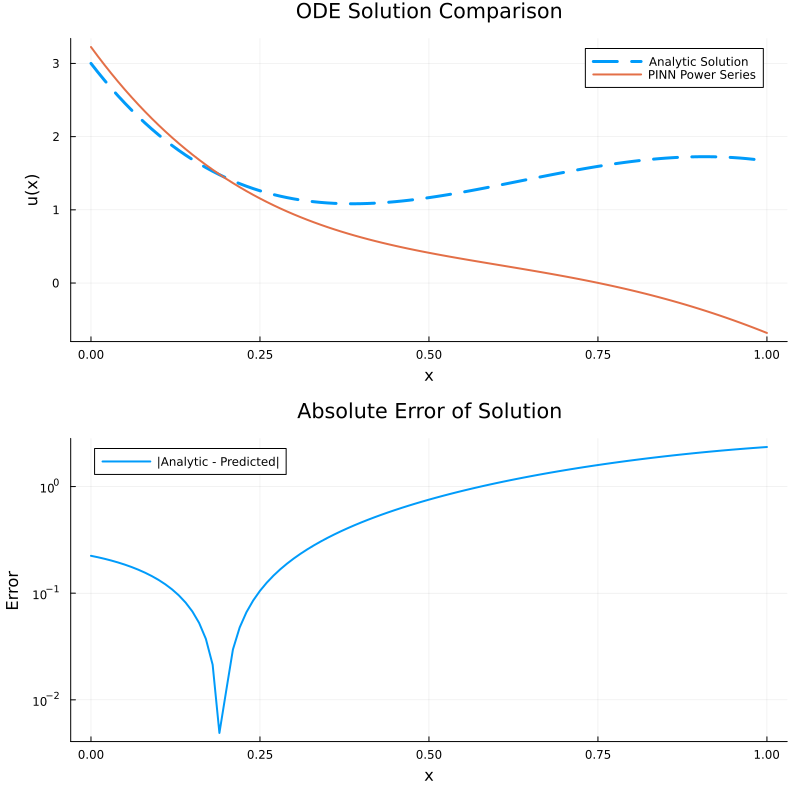 ODE Solution Comparison
Analytic Solution
PINN Power Series
u(x)
3
2
1
0
0.00 0.25 0.50 0.75 1.00
x
Absolute Error of Solution
|Analytic - Predicted|
Error
10⁰
10⁻¹
10⁻²
0.00 0.25 0.50 0.75 1.00
x